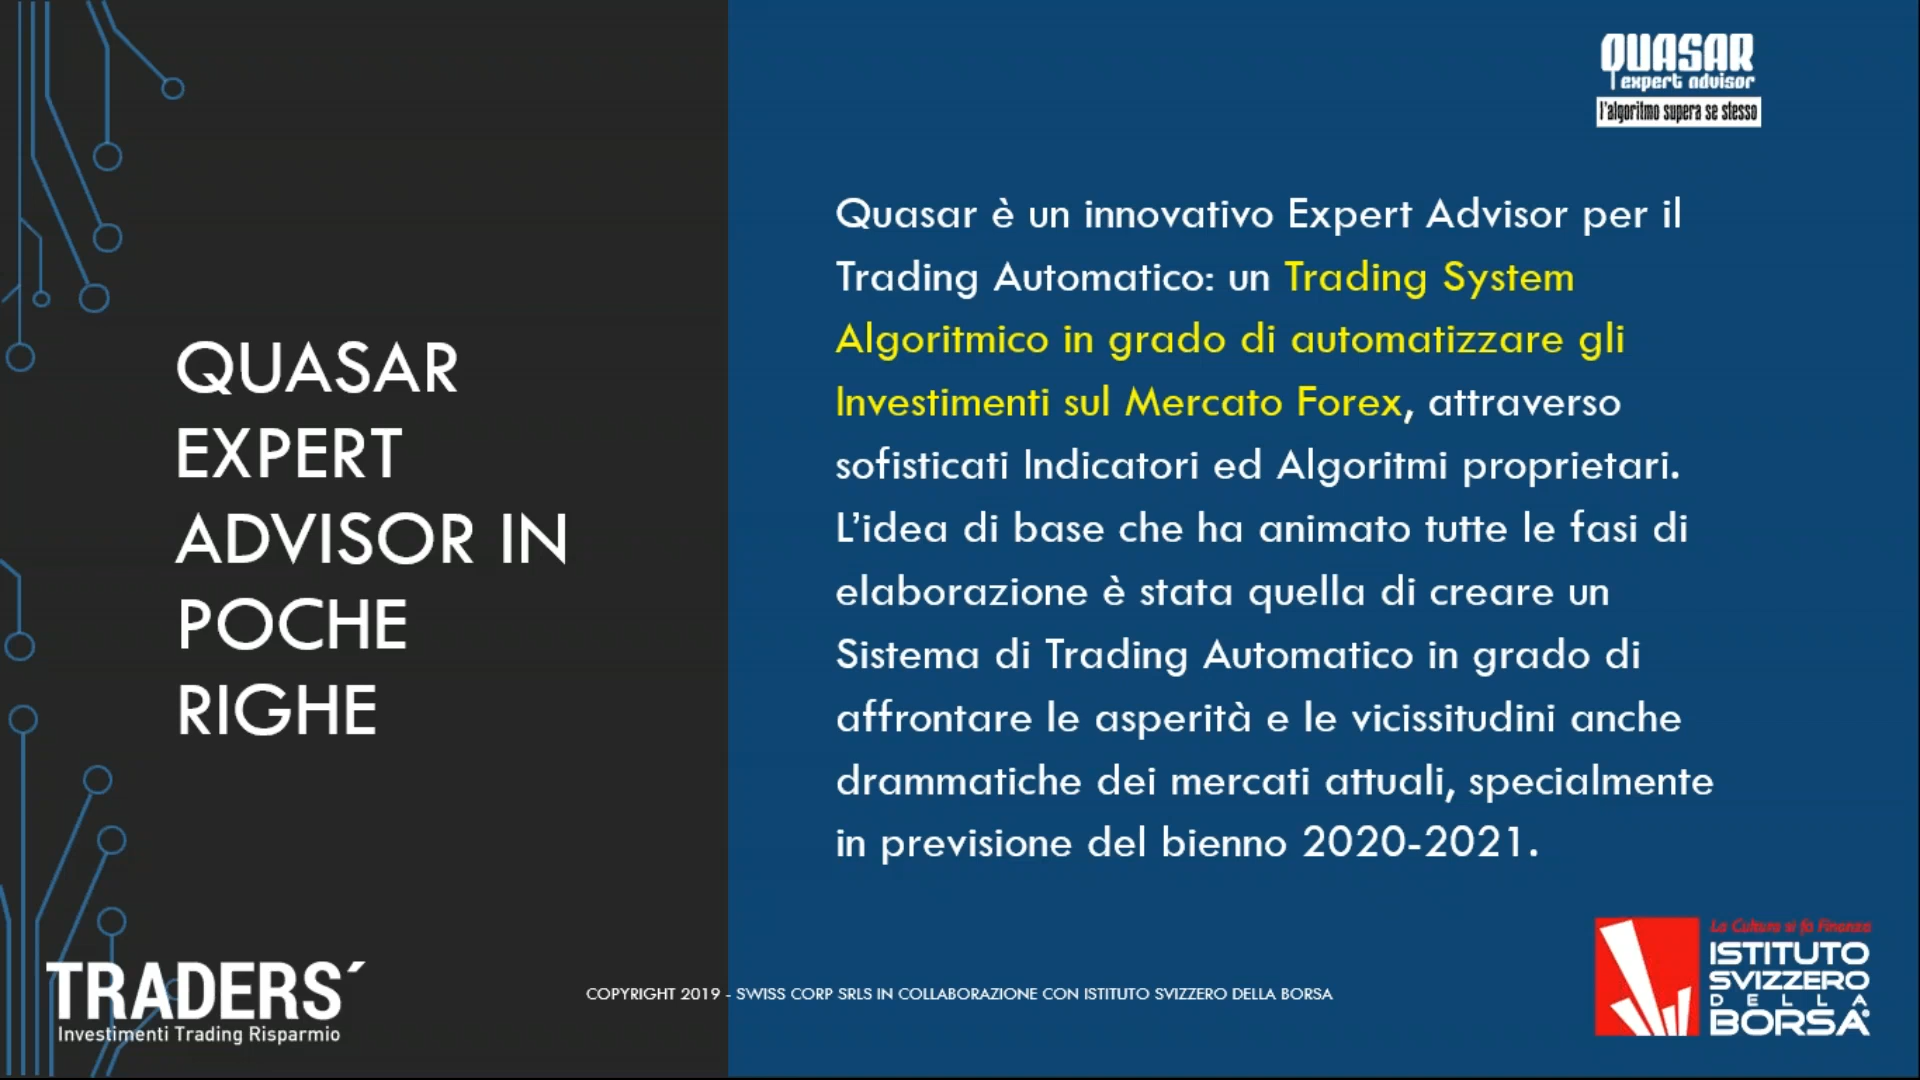 QUASAR
EXPERT
ADVISOR IN
POCHE
RIGHE
QUASAR
expert advisor
l'algoritmo supera se stesso
Quasar è un innovativo Expert Advisor per il
Trading Automatico: un Trading System
Algoritmico in grado di automatizzare gli
Investimenti sul Mercato Forex, attraverso
sofisticati Indicatori ed Algoritmi proprietari.
L’idea di base che ha animato tutte le fasi di
elaborazione è stata quella di creare un
Sistema di Trading Automatico in grado di
affrontare le asperità e le vicissitudini anche
drammatiche dei mercati attuali, specialmente
in previsione del bienno 2020-2021.
TRADERS´
Investimenti Trading Risparmio
COPYRIGHT 2019 - SWISS CORP SRLS IN COLLABORAZIONE CON ISTITUTO SVIZZERO DELLA BORSA
La Cultura si fa Finanza
ISTITUTO
SVIZZERO
DELLA
BORSA®